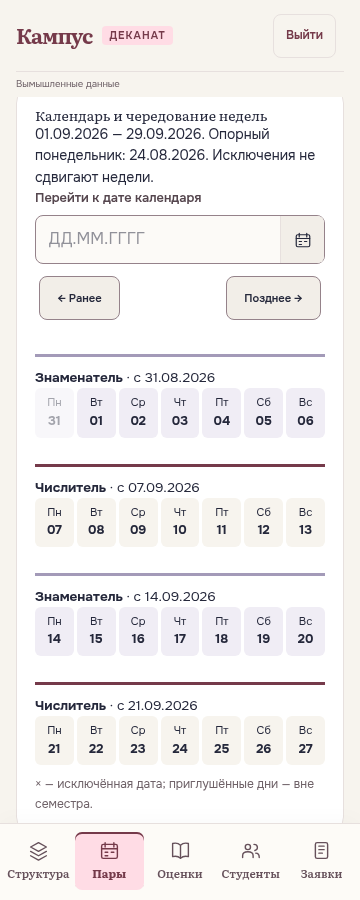 Кампус ДЕКАНАТ Выйти
Вымышленные данные
Календарь и чередование недель
01.09.2026 — 29.09.2026. Опорный
понедельник: 24.08.2026. Исключения не
сдвигают недели.
Перейти к дате календаря
ДД.ММ.ГГГГ
← Ранее Позднее →
Знаменатель · с 31.08.2026
Пн Вт Ср Чт Пт Сб Вс
31 01 02 03 04 05 06
Числитель · с 07.09.2026
Пн Вт Ср Чт Пт Сб Вс
07 08 09 10 11 12 13
Знаменатель · с 14.09.2026
Пн Вт Ср Чт Пт Сб Вс
14 15 16 17 18 19 20
Числитель · с 21.09.2026
Пн Вт Ср Чт Пт Сб Вс
21 22 23 24 25 26 27
× — исключённая дата; приглушённые дни — вне
семестра.
Структура Пары Оценки Студенты Заявки